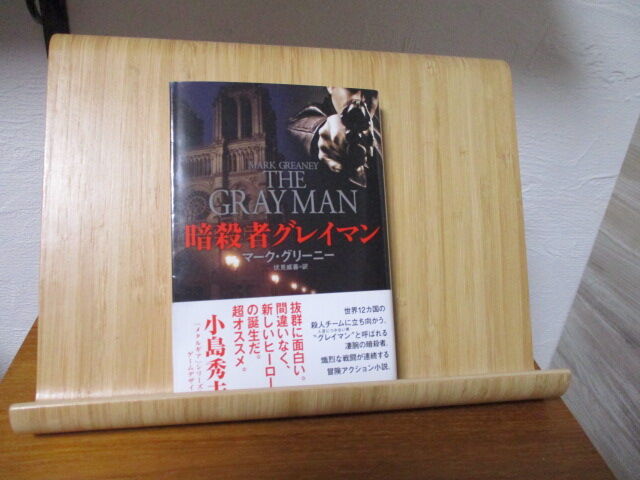 MARK GREANEY
THE
GRAY MAN
暗殺者グレイマン
マーク・グリーニー
伏見威蕃・訳
抜群に面白い。
間違いなく、
新しいヒーロー
の誕生だ。
超オススメ。
小島秀夫
世界12カ国の
殺人チームに立ち向かう、
“グレイマン”と呼ばれる
凄腕の暗殺者。
熾烈な戦闘が連続する
冒険アクション小説。